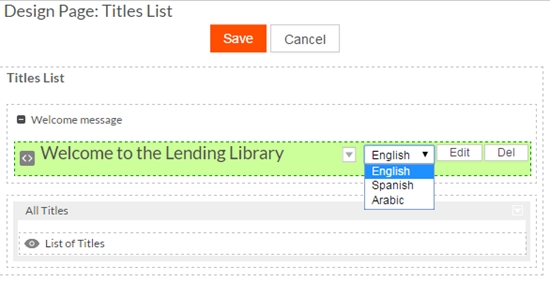 Design Page: Titles List
Save Cancel
Titles List
Welcome message
<> Welcome to the Lending Library English Edit Del
English
Spanish
Arabic
All Titles
List of Titles